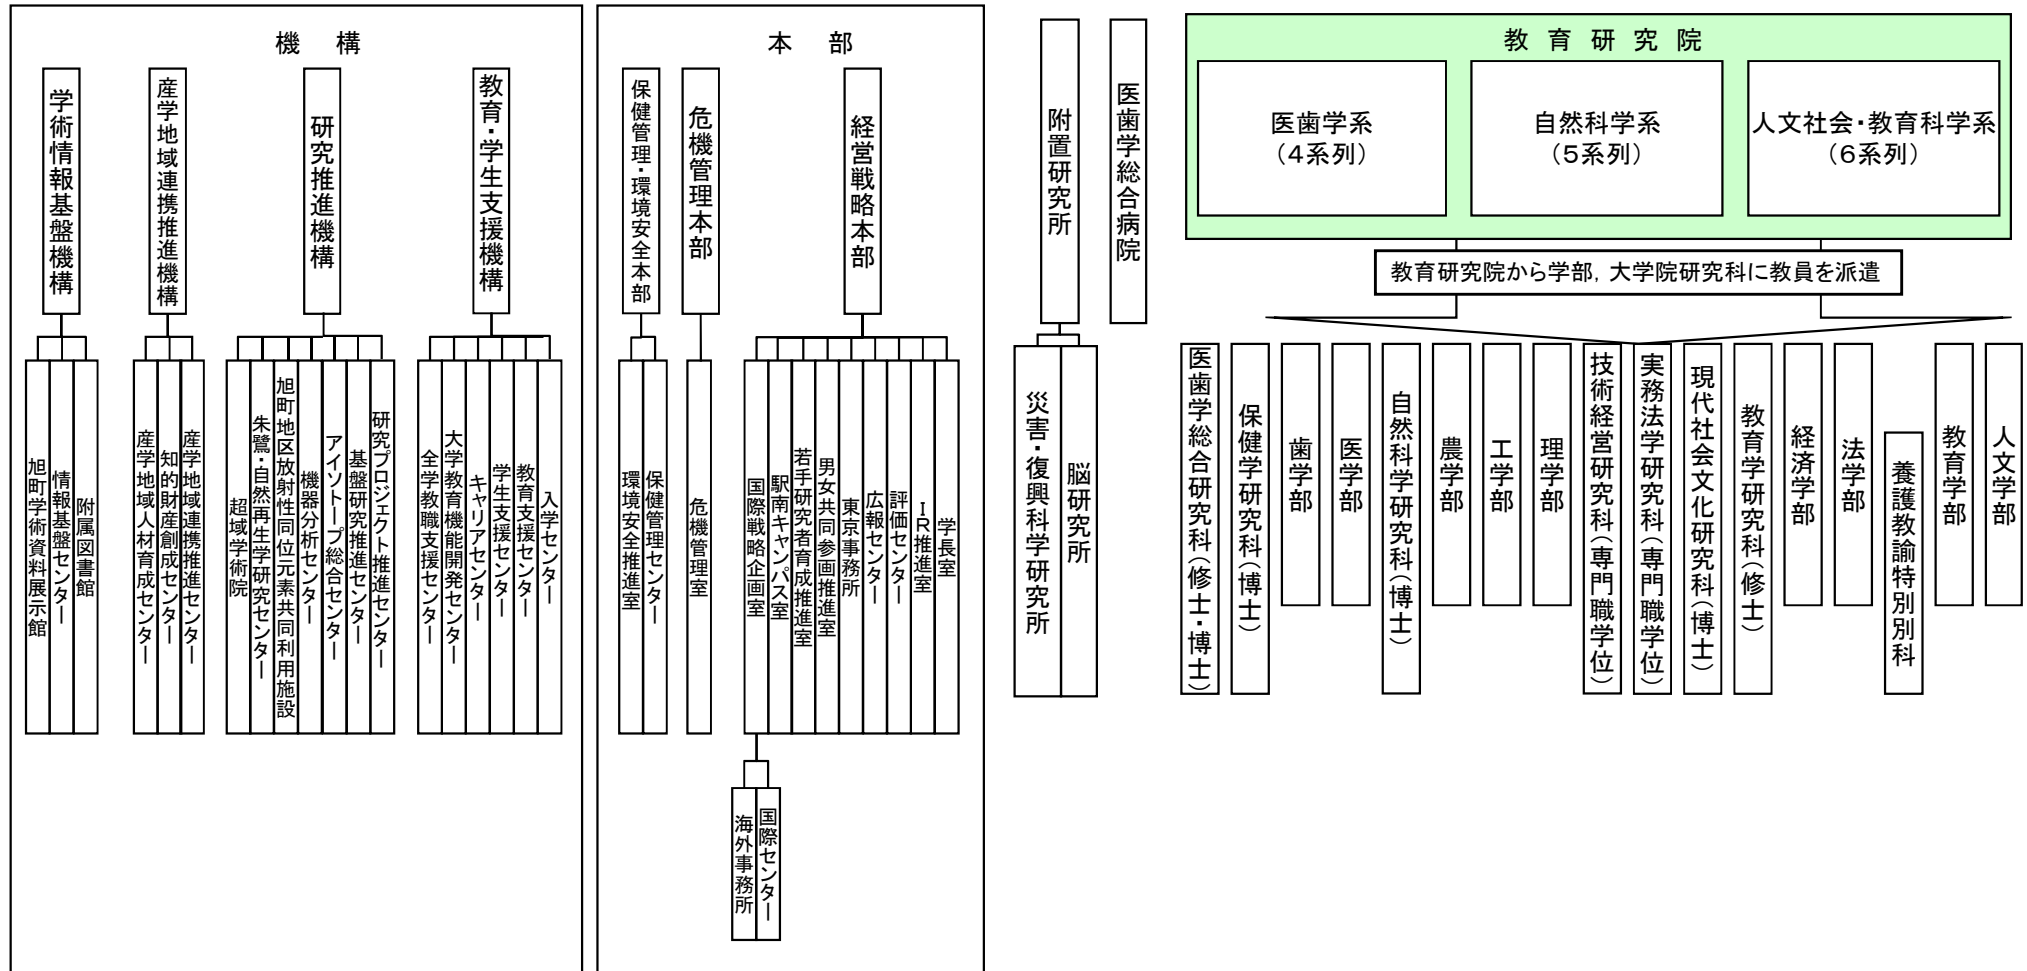 機　構
学術情報基盤機構
旭町学術資料展示館
情報基盤センター
附属図書館
産学地域連携推進機構
産学地域人材育成センター
知的財産創成センター
産学地域連携推進センター
研究推進機構
超域学術院
朱鷺・自然再生学研究センター
旭町地区放射性同位元素共同利用施設
機器分析センター
アイソトープ総合センター
基盤研究推進センター
研究プロジェクト推進センター
教育・学生支援機構
全学教職支援センター
大学教育機能開発センター
キャリアセンター
学生支援センター
教育支援センター
入学センター
本　部
保健管理・環境安全本部
環境安全推進室
保健管理センター
危機管理本部
危機管理室
経営戦略本部
国際戦略企画室
駅南キャンパス室
若手研究者育成推進室
男女共同参画推進室
東京事務所
広報センター
評価センター
ＩＲ推進室
学長室
海外事務所
国際センター
附置研究所
災害・復興科学研究所
脳研究所
医歯学総合病院
教 育 研 究 院
医歯学系
（４系列）
自然科学系
（５系列）
人文社会・教育科学系
（６系列）
教育研究院から学部，大学院研究科に教員を派遣
医歯学総合研究科（修士・博士）
保健学研究科（博士）
歯学部
医学部
自然科学研究科（博士）
農学部
工学部
理学部
技術経営研究科（専門職学位）
実務法学研究科（専門職学位）
現代社会文化研究科（博士）
教育学研究科（修士）
経済学部
法学部
養護教諭特別別科
教育学部
人文学部